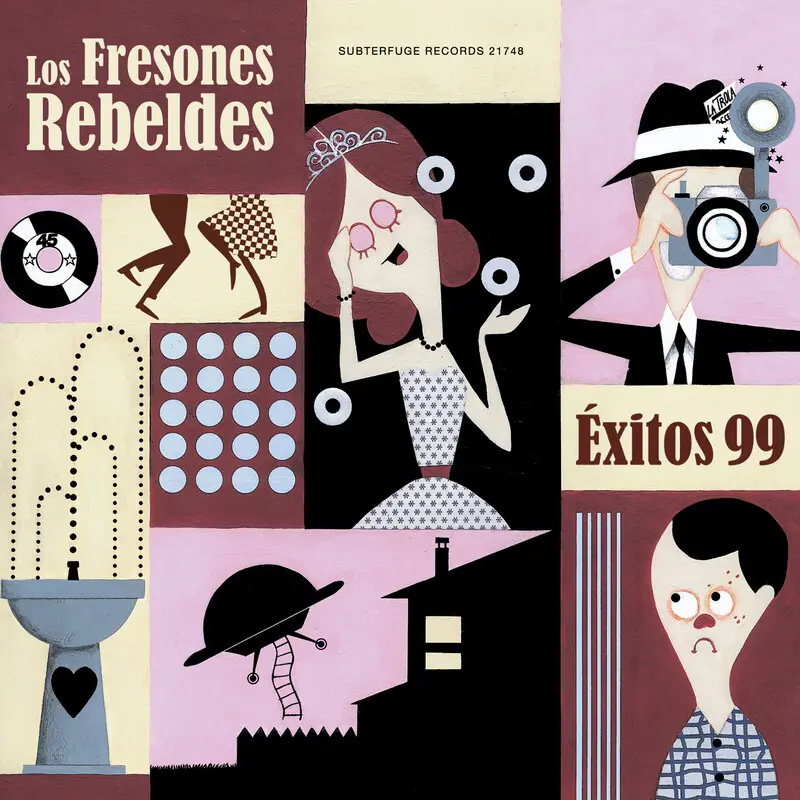 Los Fresones
Rebeldes
SUBTERFUGE RECORDS 21748
LA TROLA
45
Éxitos 99